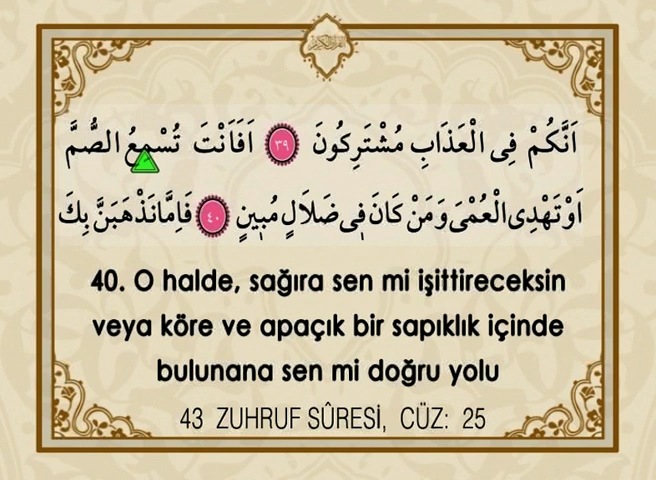 اَنَّكُمْ فِى الْعَذَابِ مُشْتَرِكُونَ ٣٩ اَفَاَنْتَ تُسْمِعُ الصُّمَّ
اَوْ تَهْدِى الْعُمْىَ وَمَنْ كَانَ فِى ضَلَالٍ مُبِينٍ ٤٠ فَاِمَّا نَذْهَبَنَّ بِكَ
40. O halde, sağıra sen mi işittireceksin
veya köre ve apaçık bir sapıklık içinde
bulunana sen mi doğru yolu
43 ZUHRUF SÛRESİ, CÜZ: 25